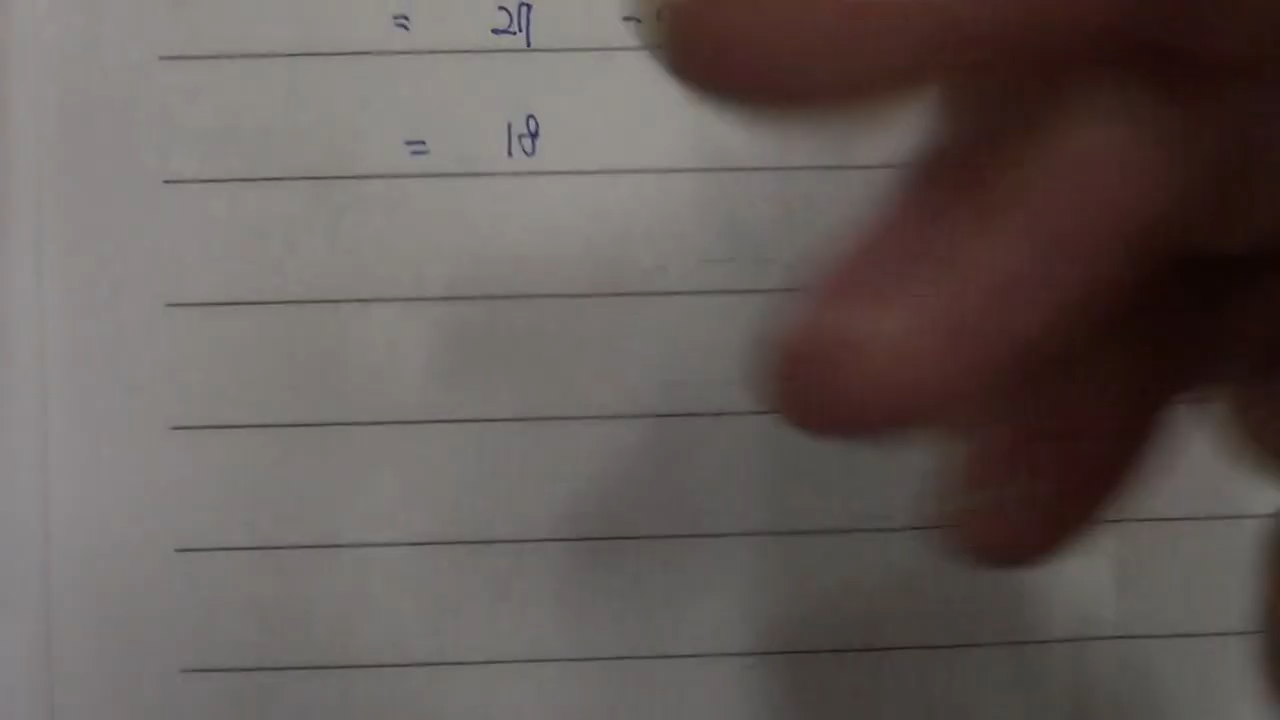 = 27 -
= 18